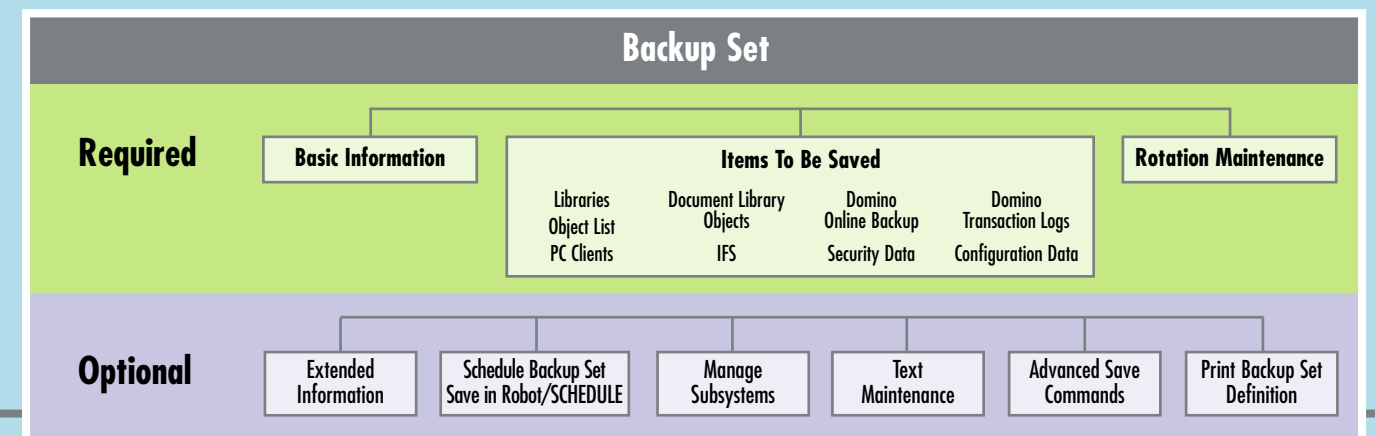 Backup Set
Required
Basic Information
Items To Be Saved
Rotation Maintenance
Libraries
Object List
PC Clients
Document Library
Objects
IFS
Domino
Online Backup
Security Data
Domino
Transaction Logs
Configuration Data
Optional
Extended
Information
Schedule Backup Set
Save in Robot/SCHEDULE
Manage
Subsystems
Text
Maintenance
Advanced Save
Commands
Print Backup Set
Definition